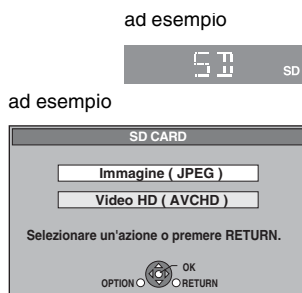 ad esempio
SD SD
ad esempio
SD CARD
Immagine ( JPEG )
Video HD ( AVCHD )
Selezionare un'azione o premere RETURN.
OK
OPTION RETURN